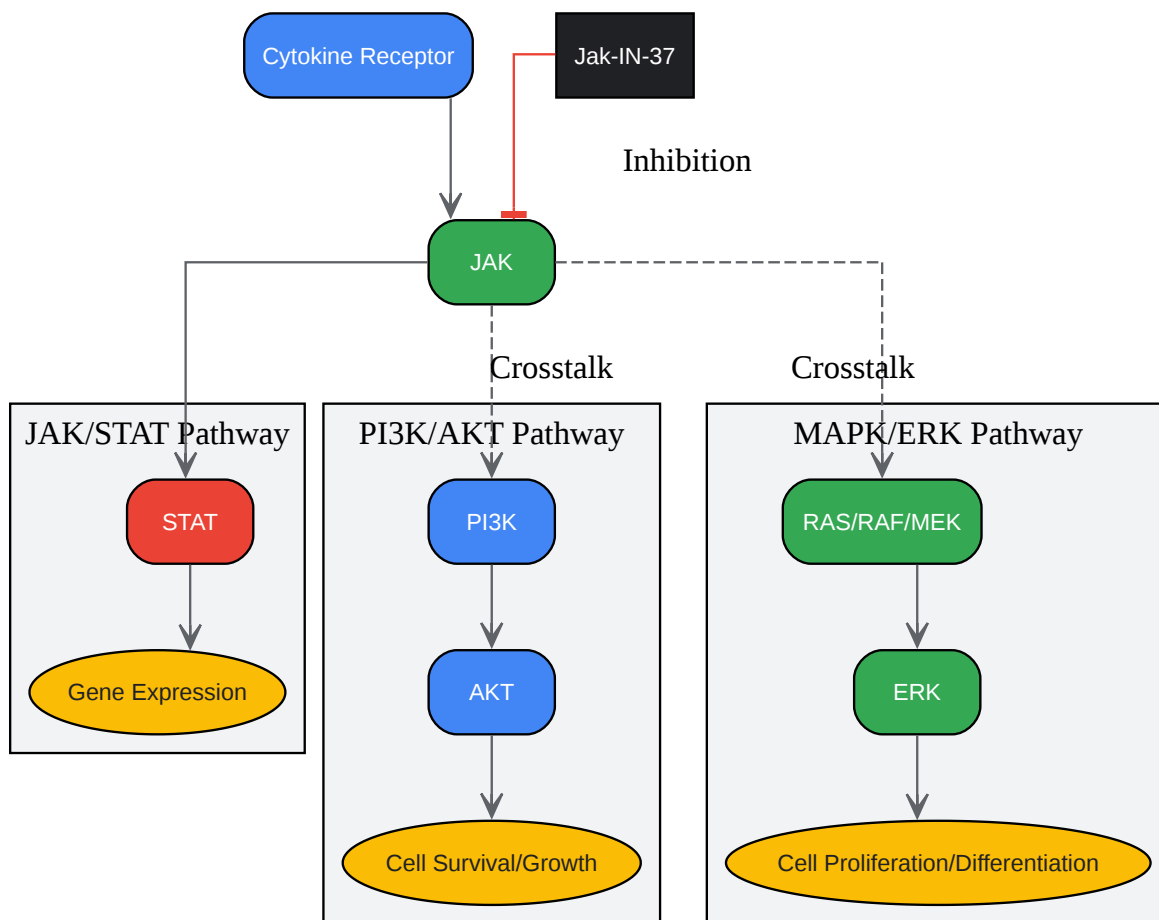 Cytokine Receptor
Jak-IN-37
Inhibition
JAK
Crosstalk
Crosstalk
JAK/STAT Pathway
PI3K/AKT Pathway
MAPK/ERK Pathway
STAT
PI3K
RAS/RAF/MEK
Gene Expression
AKT
ERK
Cell Survival/Growth
Cell Proliferation/Differentiation